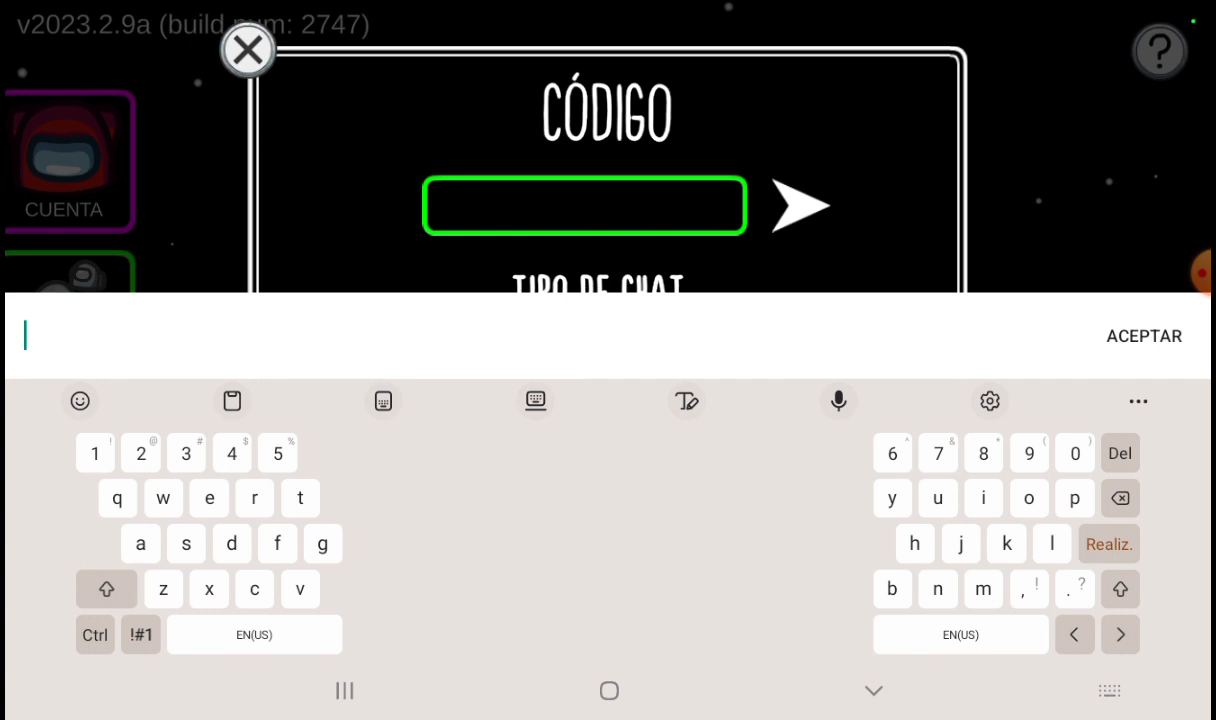 v2023.2.9a (build num: 2747)
CÓDIGO
CUENTA
TIPO DE CHAT
ACEPTAR
1 ! 2 @ 3 # 4 $ 5 % 6 ^ 7 & 8 * 9 ( 0 ) Del
q w e r t y u i o p
a s d f g h j k l Realiz.
z x c v b n m , ! . ?
Ctrl !#1 EN(US) EN(US) < >